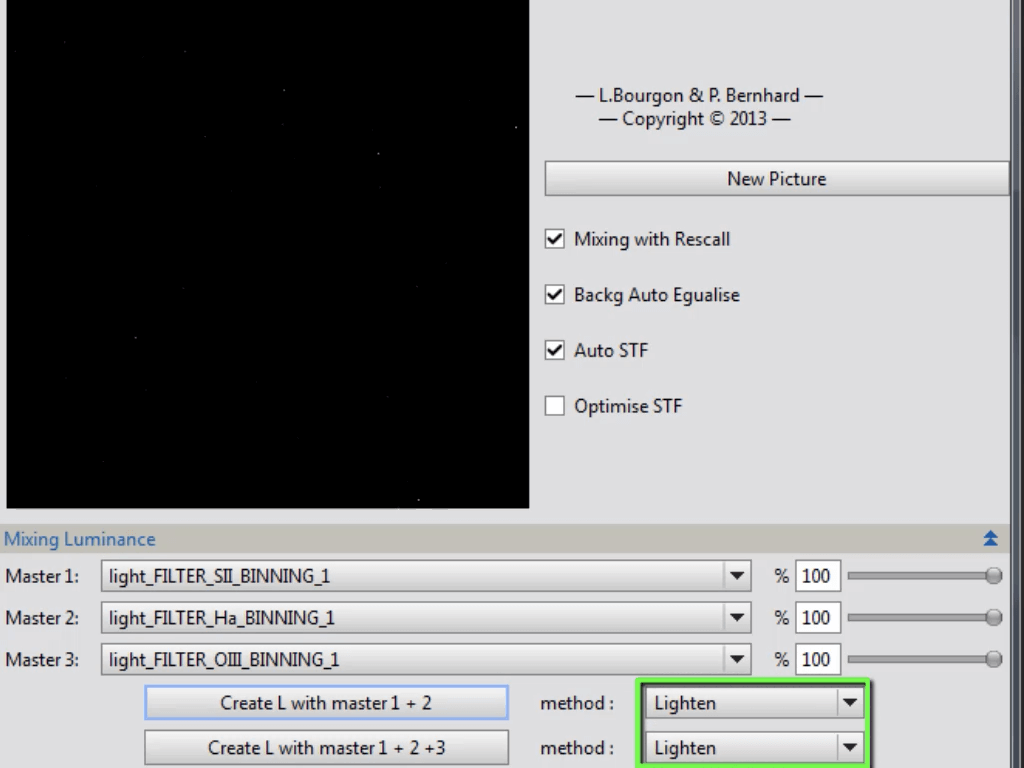 — L.Bourgon & P. Bernhard —
— Copyright © 2013 —
New Picture
Mixing with Rescall
Backg Auto Egualise
Auto STF
Optimise STF
Mixing Luminance
Master 1: light_FILTER_SII_BINNING_1 % 100
Master 2: light_FILTER_Ha_BINNING_1 % 100
Master 3: light_FILTER_OIII_BINNING_1 % 100
Create L with master 1 + 2 method : Lighten
Create L with master 1 + 2 +3 method : Lighten